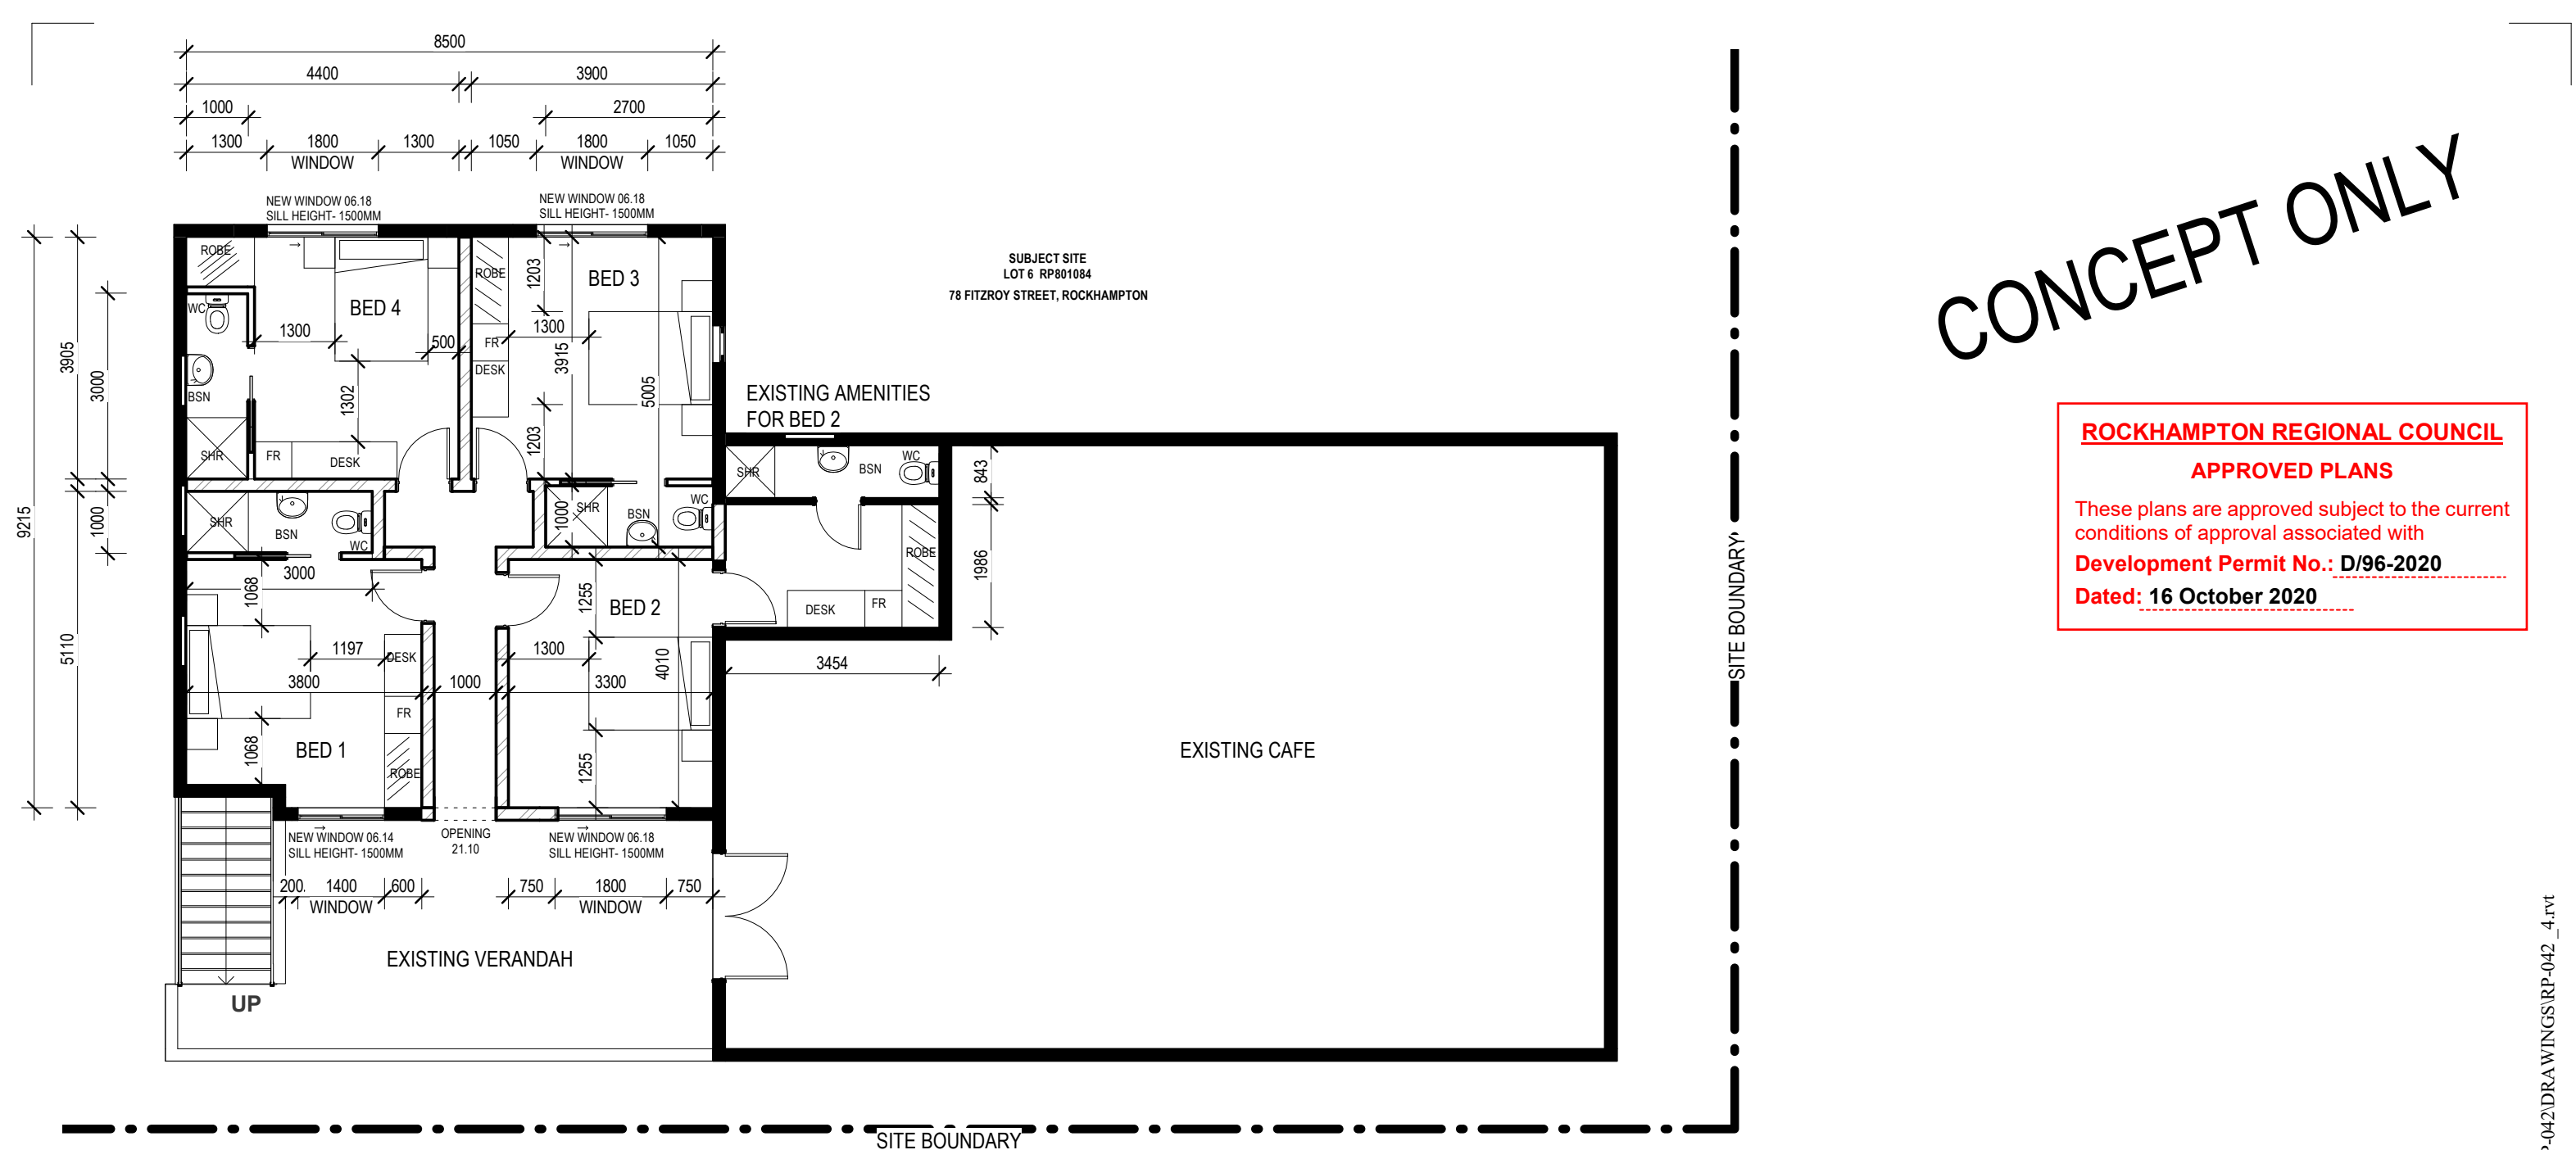 8500
4400 3900
1000 2700
1300 1800 1300 1050 1800 1050
WINDOW WINDOW
NEW WINDOW 06.18
SILL HEIGHT- 1500MM
NEW WINDOW 06.18
SILL HEIGHT- 1500MM
CONCEPT ONLY
SUBJECT SITE
LOT 6 RP801084
78 FITZROY STREET, ROCKHAMPTON
ROBE
BED 4
WC
1300
500
BSN
1302
SHR
FR
DESK
ROBE
BED 3
1203
1300
FR
3915
DESK
5005
1203
3905
3000
1000
9215
5110
EXISTING AMENITIES
FOR BED 2
SHR
BSN
WC
843
ROBE
1986
DESK
FR
3454
SHR
BSN
WC
1000
SHR
BSN
WC
3000
1068
1197
DESK
3800
FR
1068
BED 1
ROBE
1000
BED 2
1255
1300
4010
3300
1255
EXISTING CAFE
NEW WINDOW 06.14
SILL HEIGHT- 1500MM
OPENING
21.10
NEW WINDOW 06.18
SILL HEIGHT- 1500MM
200 1400 600 750 1800 750
WINDOW WINDOW
EXISTING VERANDAH
UP
SITE BOUNDARY
SITE BOUNDARY
ROCKHAMPTON REGIONAL COUNCIL
APPROVED PLANS
These plans are approved subject to the current
conditions of approval associated with
Development Permit No.: D/96-2020
Dated: 16 October 2020
P-042\DRAWINGS\RP-042 _4.rvt